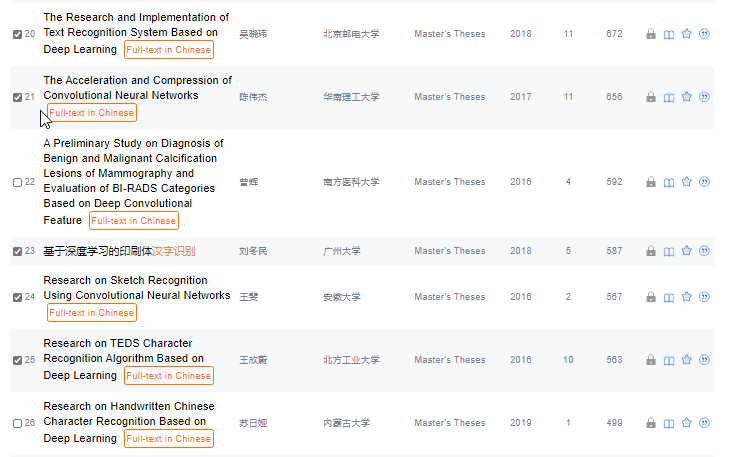 The Research and Implementation of
20 Text Recognition System Based on 吴晓玮 北京邮电大学 Master's Theses 2018 11 672
Deep Learning Full-text in Chinese
The Acceleration and Compression of
21 Convolutional Neural Networks 陈伟杰 华南理工大学 Master's Theses 2017 11 656
Full-text in Chinese
A Preliminary Study on Diagnosis of
Benign and Malignant Calcification
Lesions of Mammography and
22 Evaluation of BI-RADS Categories 曾辉 南方医科大学 Master's Theses 2016 4 592
Based on Deep Convolutional
Feature Full-text in Chinese
23 基于深度学习的印刷体汉字识别 刘冬民 广州大学 Master's Theses 2018 5 587
Research on Sketch Recognition
24 Using Convolutional Neural Networks 王斐 安徽大学 Master's Theses 2016 2 567
Full-text in Chinese
Research on TEDS Character
25 Recognition Algorithm Based on 王欣蔚 北方工业大学 Master's Theses 2016 10 563
Deep Learning Full-text in Chinese
Research on Handwritten Chinese
26 Character Recognition Based on 苏日娅 内蒙古大学 Master's Theses 2019 1 499
Deep Learning Full-text in Chinese